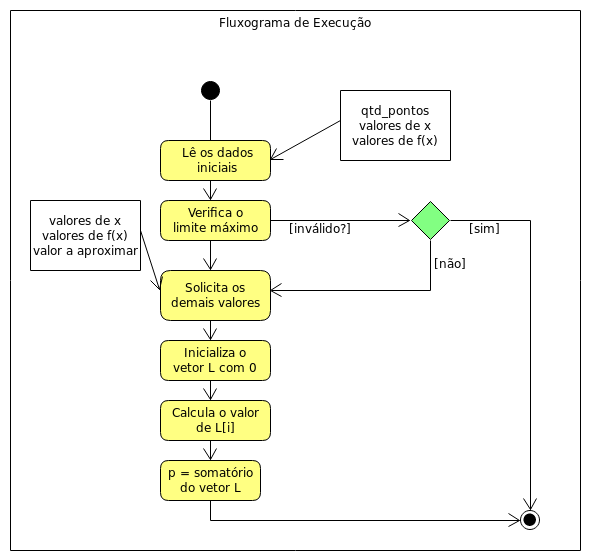 Fluxograma de Execução
qtd_pontos
valores de x
valores de f(x)
Lê os dados
iniciais
Verifica o
limite máximo
[inválido?]
[sim]
[não]
valores de x
valores de f(x)
valor a aproximar
Solicita os
demais valores
Inicializa o
vetor L com 0
Calcula o valor
de L[i]
p = somatório
do vetor L